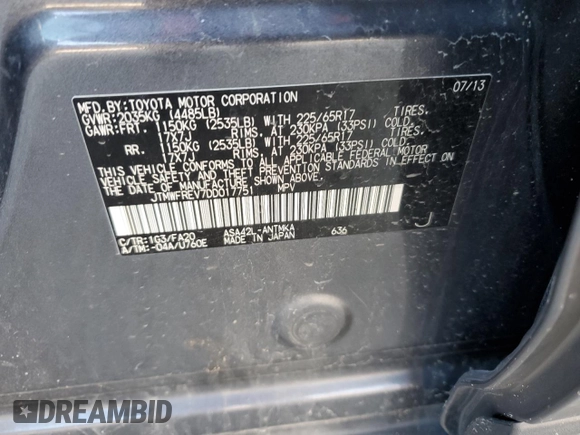 MFD.BY:TOYOTA MOTOR CORPORATION 07/13
GVWR:2035KG (4485LB)
GAWR:FRT. 1150KG (2535LB) WITH 225/65R17 TIRES,
17X7J RIMS, AT 230KPA (33PSI) COLD
RR. 1150KG (2535LB) WITH 225/65R17 TIRES,
17X7J RIMS, AT 230KPA (33PSI) COLD
THIS VEHICLE CONFORMS TO ALL APPLICABLE FEDERAL MOTOR
VEHICLE SAFETY AND THEFT PREVENTION STANDARDS IN EFFECT ON
THE DATE OF MANUFACTURE SHOWN ABOVE.
JTMWFREV7DD017751 MPV
J
C/TR:1G3/FA20 ASA42L-ANTMKA 636
A/TM:-04A/U760E MADE IN JAPAN
DREAMBID